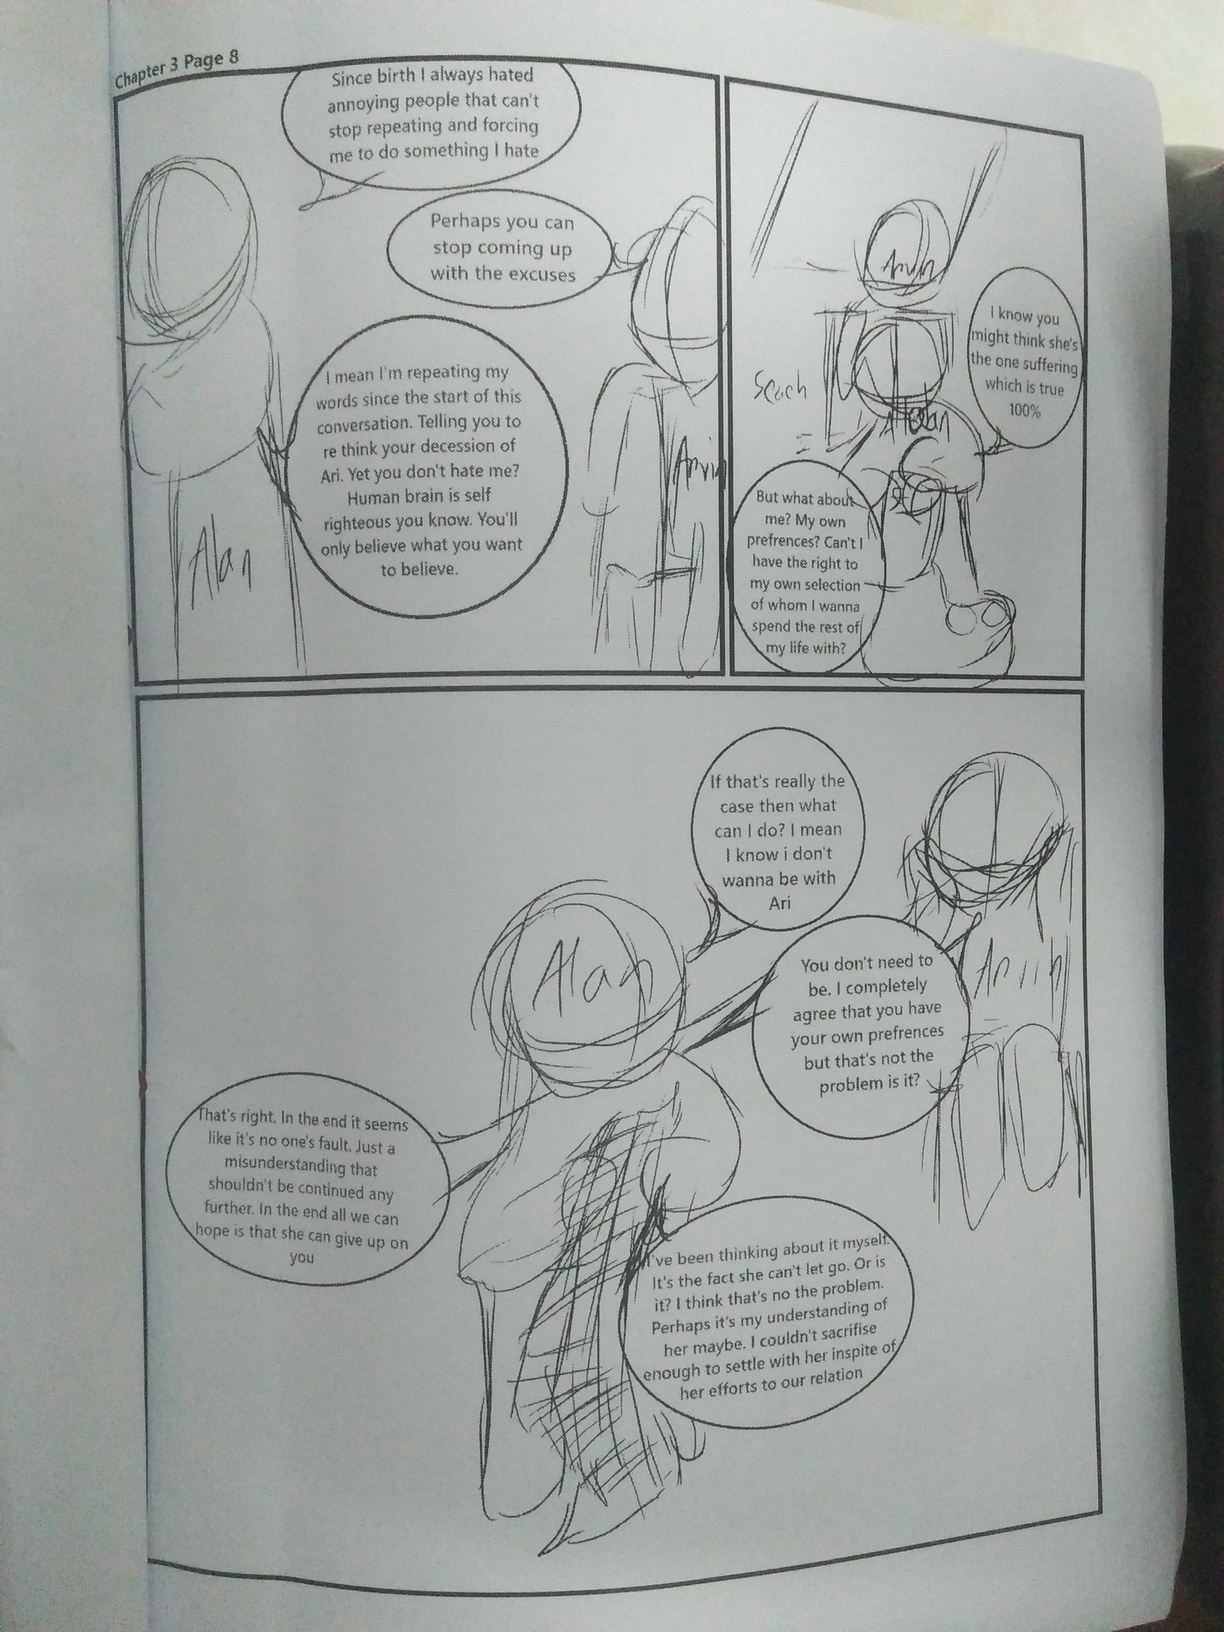 Chapter 3 Page 8
Since birth I always hated
annoying people that can't
stop repeating and forcing
me to do something I hate
Perhaps you can
stop coming up
with the excuses
I mean I'm repeating my
words since the start of this
conversation. Telling you to
re think your decession of
Ari. Yet you don't hate me?
Human brain is self
righteous you know. You'll
only believe what you want
to believe.
Alan
Arvin
Arvin
I know you
might think she's
the one suffering
which is true
100%
Alan
But what about
me? My own
prefrences? Can't I
have the right to
my own selection
of whom I wanna
spend the rest of
my life with?
If that's really the
case then what
can I do? I mean
I know i don't
wanna be with
Ari
You don't need to
be. I completely
agree that you have
your own prefrences
but that's not the
problem is it?
Alan
That's right. In the end it seems
like it's no one's fault. Just a
misunderstanding that
shouldn't be continued any
further. In the end all we can
hope is that she can give up on
you
I've been thinking about it myself.
It's the fact she can't let go. Or is
it? I think that's no the problem.
Perhaps it's my understanding of
her maybe. I couldn't sacrifise
enough to settle with her inspite of
her efforts to our relation